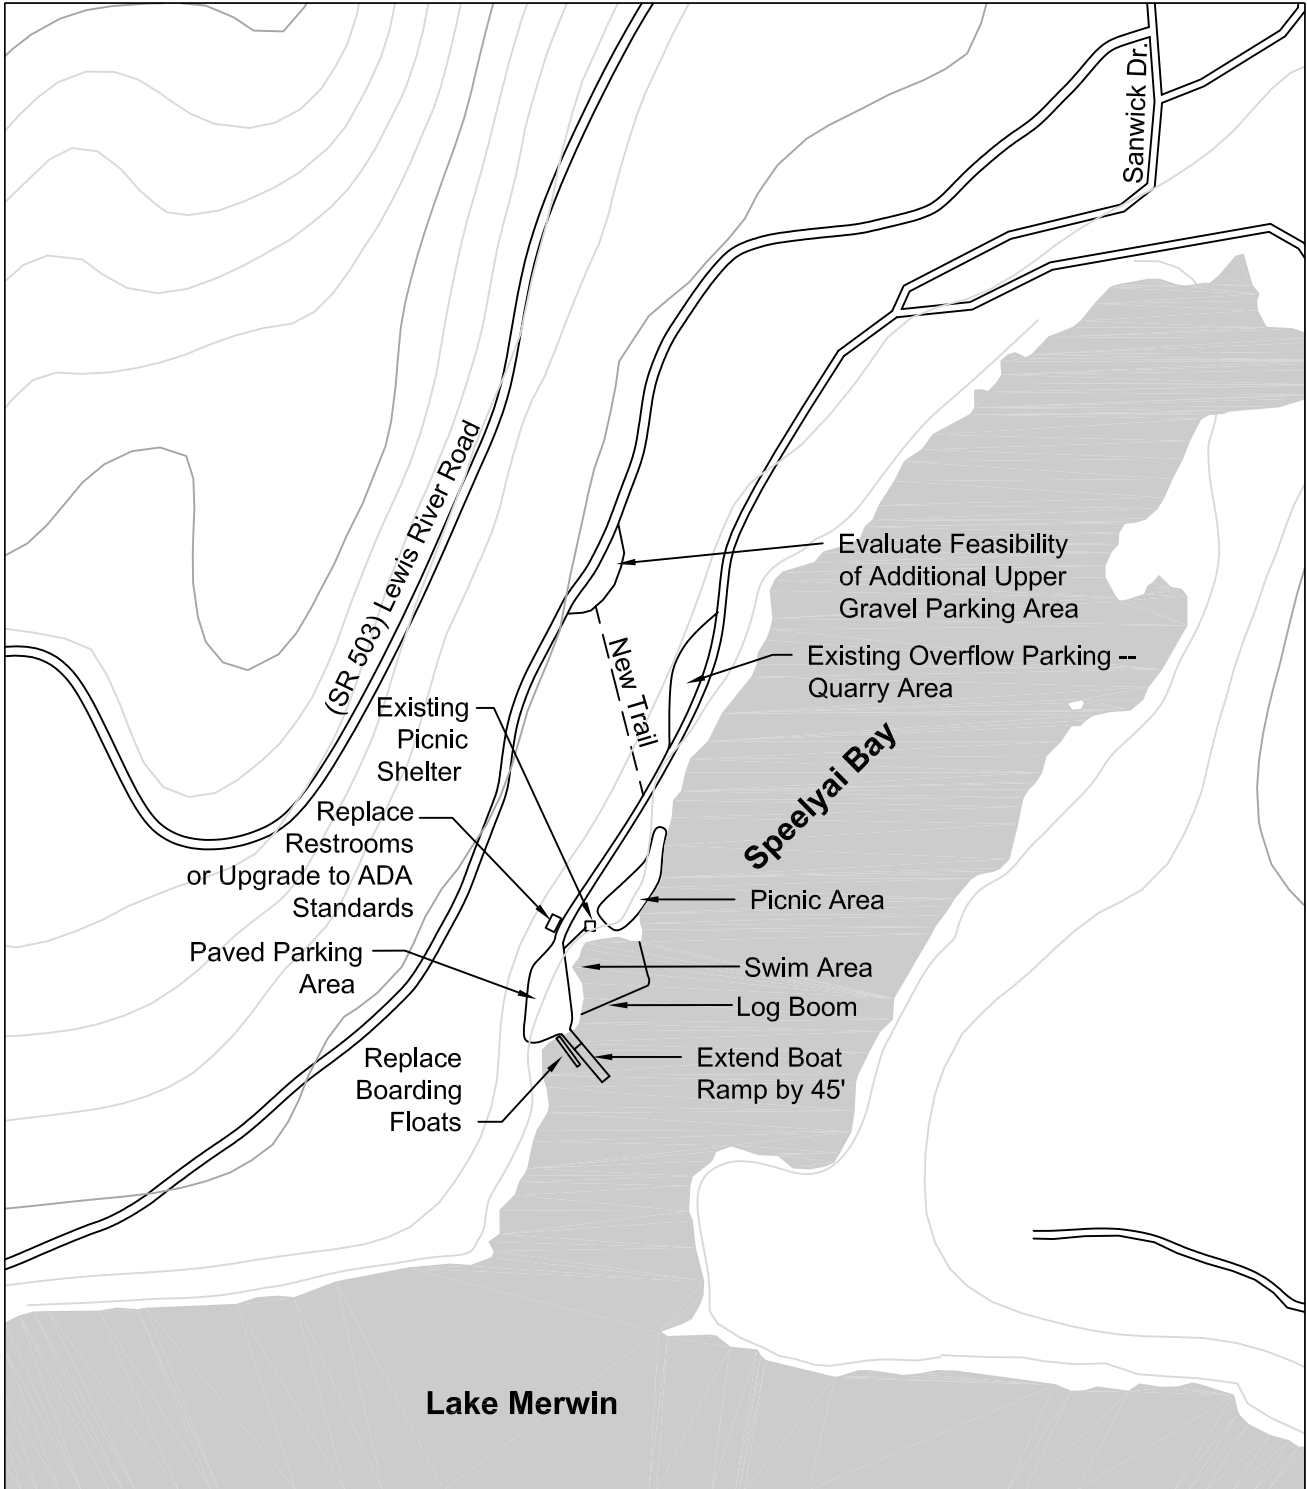 Sanwick Dr.
(SR 503) Lewis River Road
Evaluate Feasibility
of Additional Upper
Gravel Parking Area
New Trail
Existing Overflow Parking --
Quarry Area
Existing
Picnic
Shelter
Speelyai Bay
Replace
Restrooms
or Upgrade to ADA
Standards
Picnic Area
Paved Parking
Area
Swim Area
Log Boom
Replace
Boarding
Floats
Extend Boat
Ramp by 45'
Lake Merwin